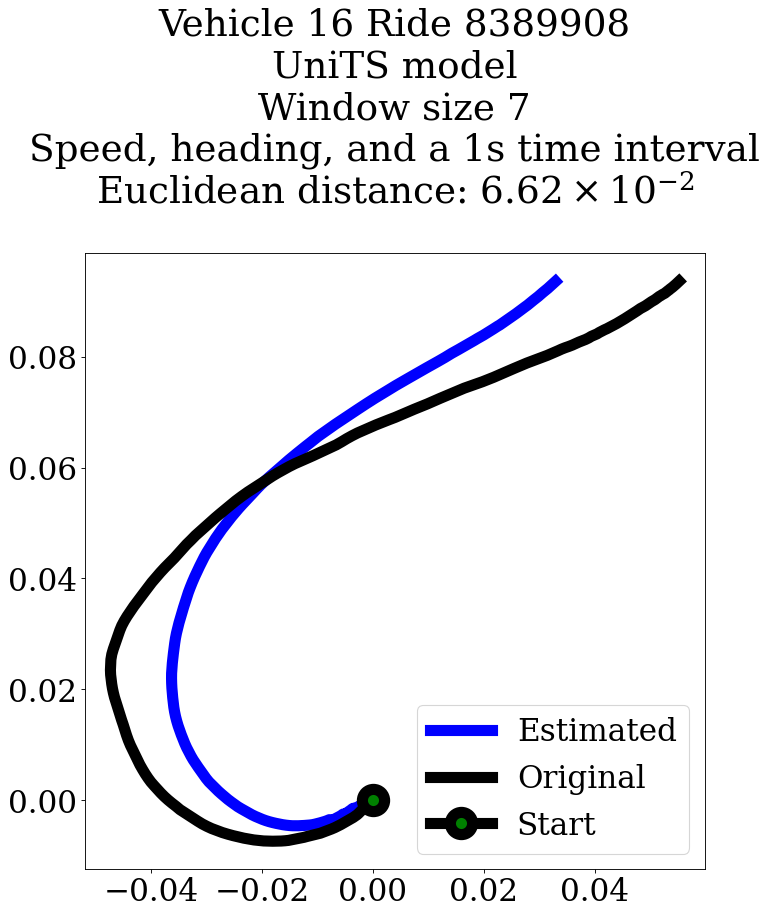 Vehicle 16 Ride 8389908
UniTS model
Window size 7
Speed, heading, and a 1s time interval
Euclidean distance: 6.62 × 10⁻²
0.08
0.06
0.04
0.02
0.00
Estimated
Original
Start
−0.04 −0.02 0.00 0.02 0.04